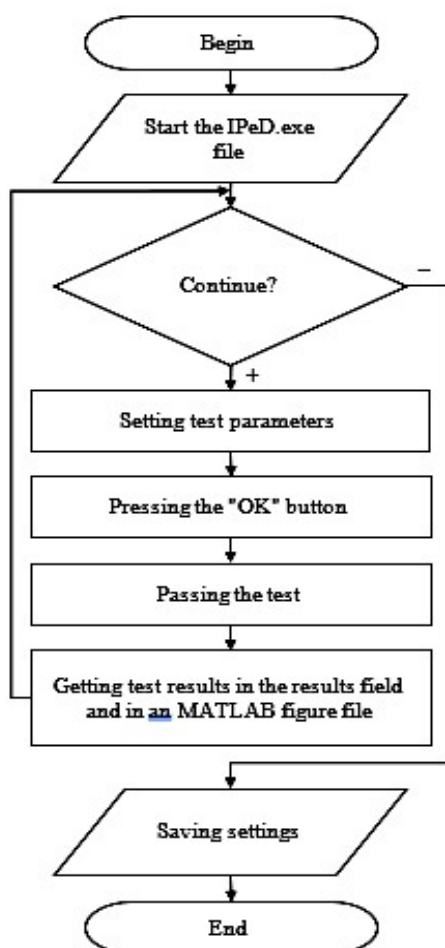 Begin
Start the IPeD.exe
file
Continue?
–
+
Setting test parameters
Pressing the "OK" button
Passing the test
Getting test results in the results field
and in an MATLAB figure file
Saving settings
End